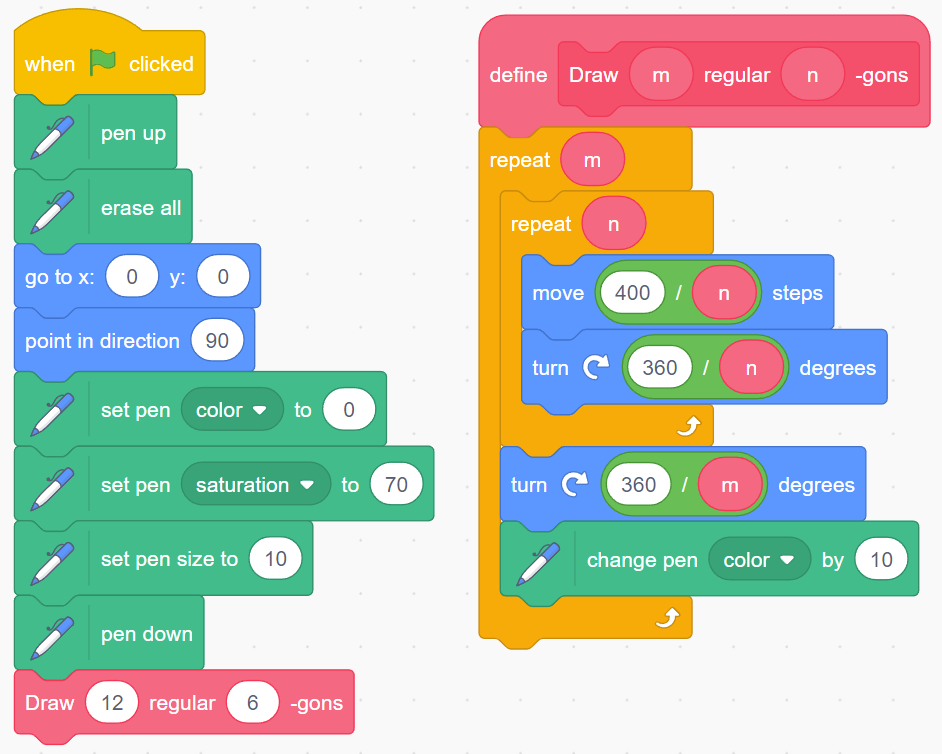 when clicked
pen up
erase all
go to x: 0 y: 0
point in direction 90
set pen color to 0
set pen saturation to 70
set pen size to 10
pen down
Draw 12 regular 6 -gons
define Draw m regular n -gons
repeat m
repeat n
move 400 / n steps
turn 360 / n degrees
turn 360 / m degrees
change pen color by 10